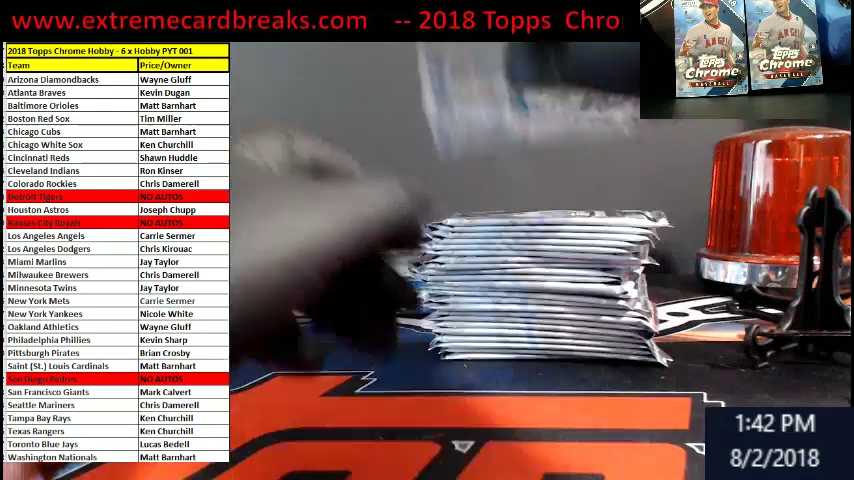 www.extremecardbreaks.com -- 2018 Topps Chro
2018 Topps Chrome Hobby - 6 x Hobby PYT 001
Team Price/Owner
Arizona Diamondbacks Wayne Gluff
Atlanta Braves Kevin Dugan
Baltimore Orioles Matt Barnhart
Boston Red Sox Tim Miller
Chicago Cubs Matt Barnhart
Chicago White Sox Ken Churchill
Cincinnati Reds Shawn Huddle
Cleveland Indians Ron Kinser
Colorado Rockies Chris Damerell
Detroit Tigers NO AUTOS
Houston Astros Joseph Chupp
Kansas City Royals NO AUTOS
Los Angeles Angels Carrie Sermer
Los Angeles Dodgers Chris Kirouac
Miami Marlins Jay Taylor
Milwaukee Brewers Chris Damerell
Minnesota Twins Jay Taylor
New York Mets Carrie Sermer
New York Yankees Nicole White
Oakland Athletics Wayne Gluff
Philadelphia Phillies Kevin Sharp
Pittsburgh Pirates Brian Crosby
Saint (St.) Louis Cardinals Matt Barnhart
San Diego Padres NO AUTOS
San Francisco Giants Mark Calvert
Seattle Mariners Chris Damerell
Tampa Bay Rays Ken Churchill
Texas Rangers Ken Churchill
Toronto Blue Jays Lucas Bedell
Washington Nationals Matt Barnhart
Topps Chrome BASEBALL
Topps Chrome BASEBALL
1:42 PM
8/2/2018